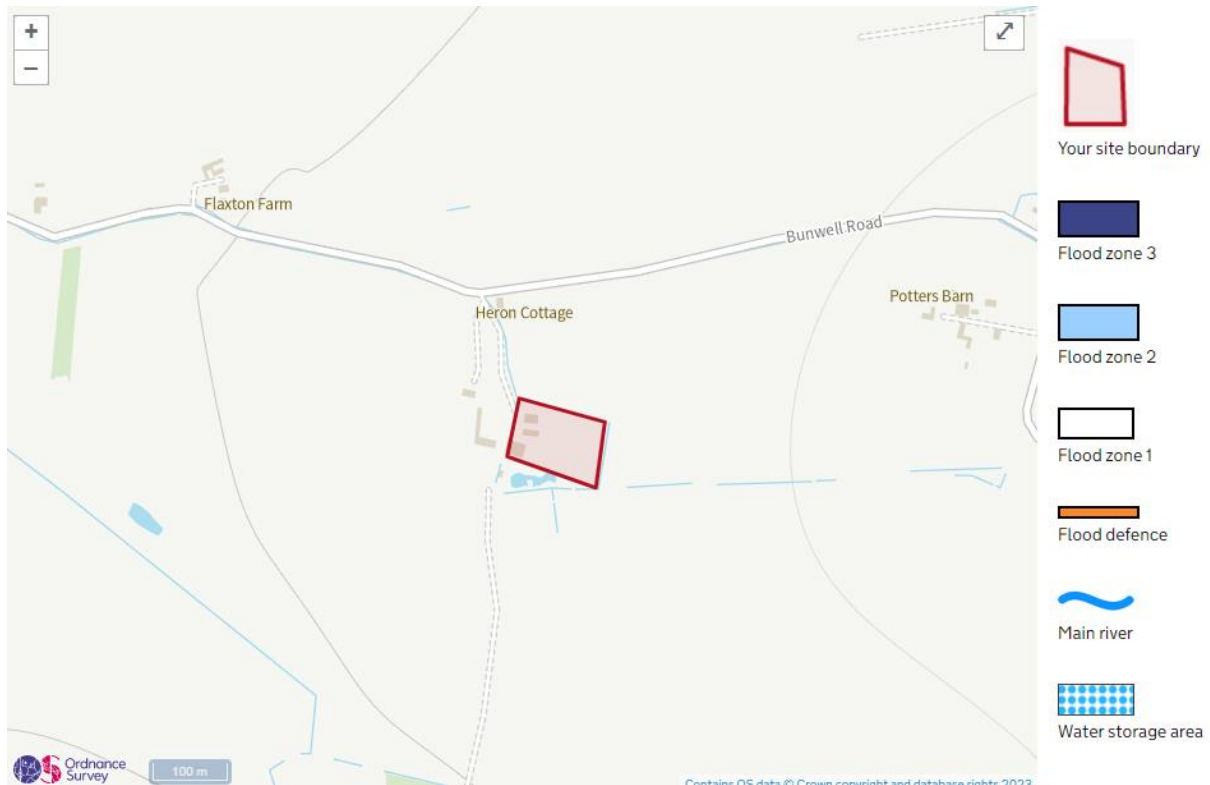 +
−
Flaxton Farm
Bunwell Road
Heron Cottage
Potters Barn
Ordnance
Survey
100 m
Contains OS data © Crown copyright and database rights 2023
Your site boundary
Flood zone 3
Flood zone 2
Flood zone 1
Flood defence
Main river
Water storage area